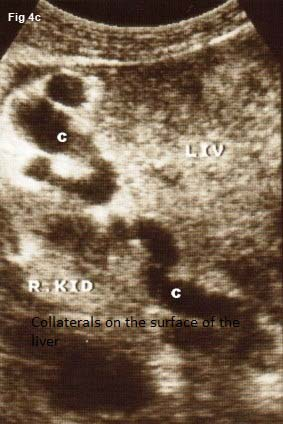 Fig 4c
C
LIV
R.KID
C
Collaterals on the surface of the
liver